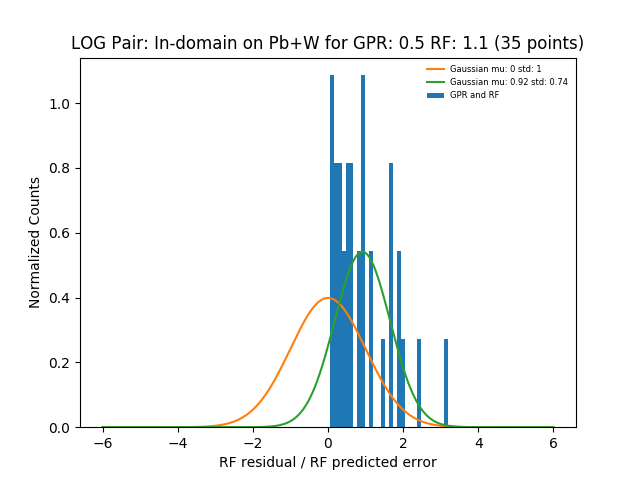 LOG Pair: In-domain on Pb+W for GPR: 0.5 RF: 1.1 (35 points)
Gaussian mu: 0 std: 1
Gaussian mu: 0.92 std: 0.74
GPR and RF
Normalized Counts
1.0
0.8
0.6
0.4
0.2
0.0
−6 −4 −2 0 2 4 6
RF residual / RF predicted error